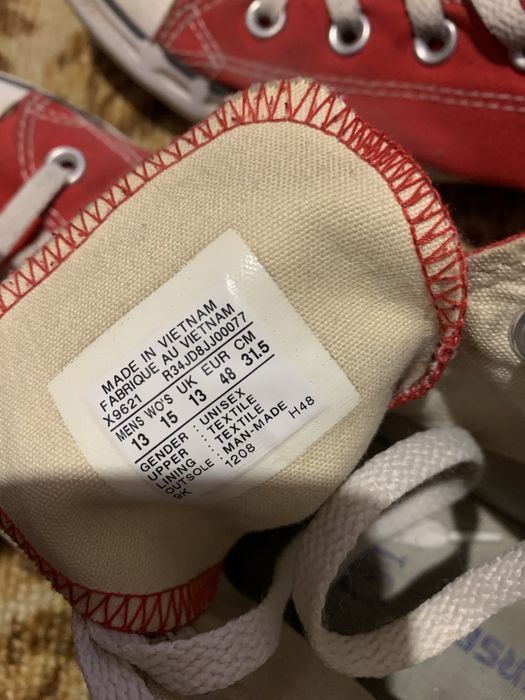 MADE IN VIETNAM
FABRIQUE AU VIETNAM
X9621 R34JD8JJ00077
MENS WO'S UK EUR CM
13 15 13 48 31.5
GENDER : UNISEX
UPPER : TEXTILE
LINING : TEXTILE
OUTSOLE : MAN-MADE
9K 1208 H48